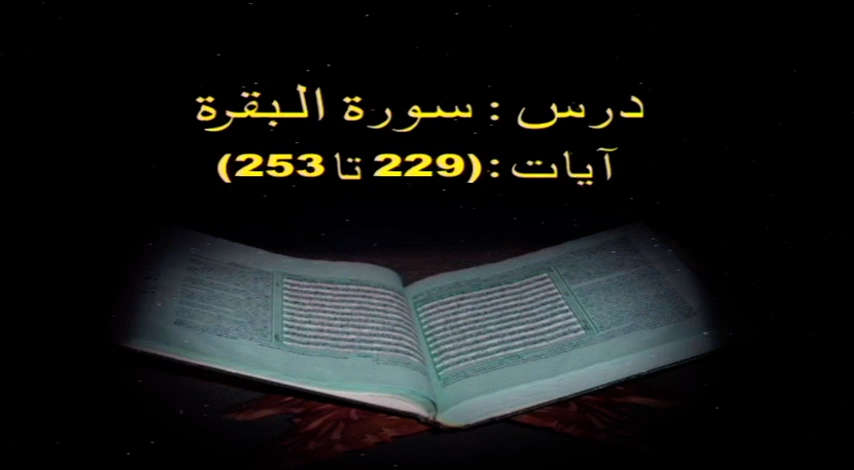 درس : سورة البقرة
آيات : (229 تا 253)